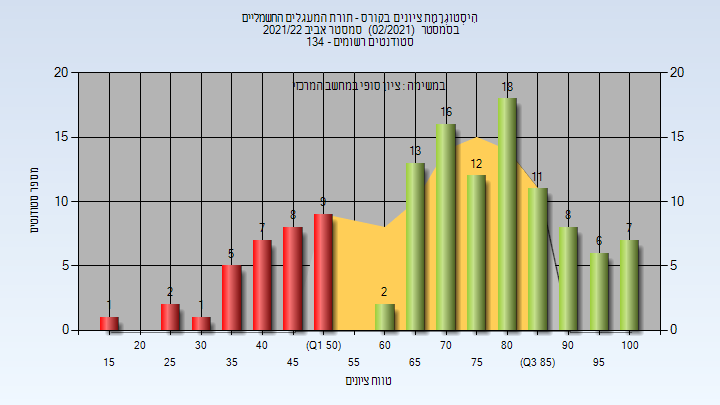 היסטוגרמת ציונים בקורס - תורת המעגלים החשמליים
בסמסטר (02/2021) סמסטר אביב 2021/22
סטודנטים רשומים - 134
במשימה : ציון סופי במחשב המרכזי
מספר סטודנטים
20 20
15 15
10 10
5 5
0 0
1 2 1 5 7 8 9 2 13 16 12 18 11 8 6 7
20 30 40 (Q1 50) 60 70 80 (Q3 85) 90 100
15 25 35 45 55 65 75 95
טווח ציונים